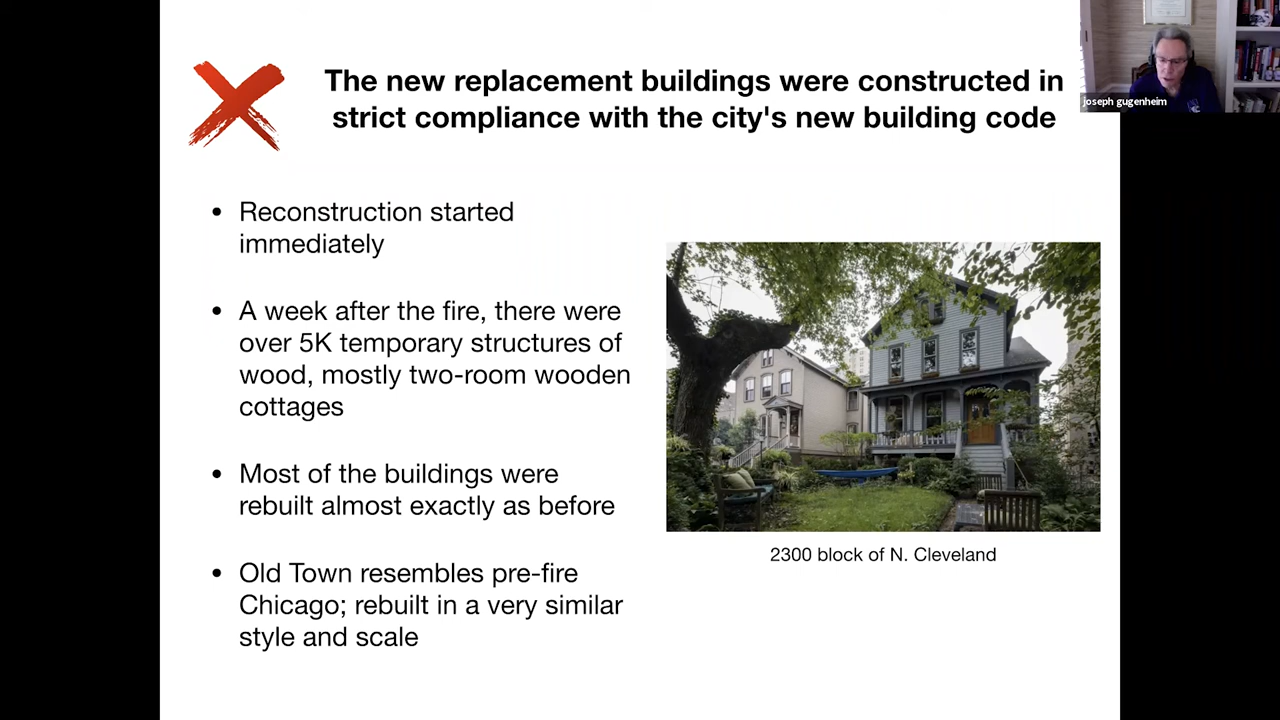 The new replacement buildings were constructed in
strict compliance with the city's new building code
joseph gugenheim
• Reconstruction started
immediately
• A week after the fire, there were
over 5K temporary structures of
wood, mostly two-room wooden
cottages
• Most of the buildings were
rebuilt almost exactly as before
• Old Town resembles pre-fire
Chicago; rebuilt in a very similar
style and scale
2300 block of N. Cleveland